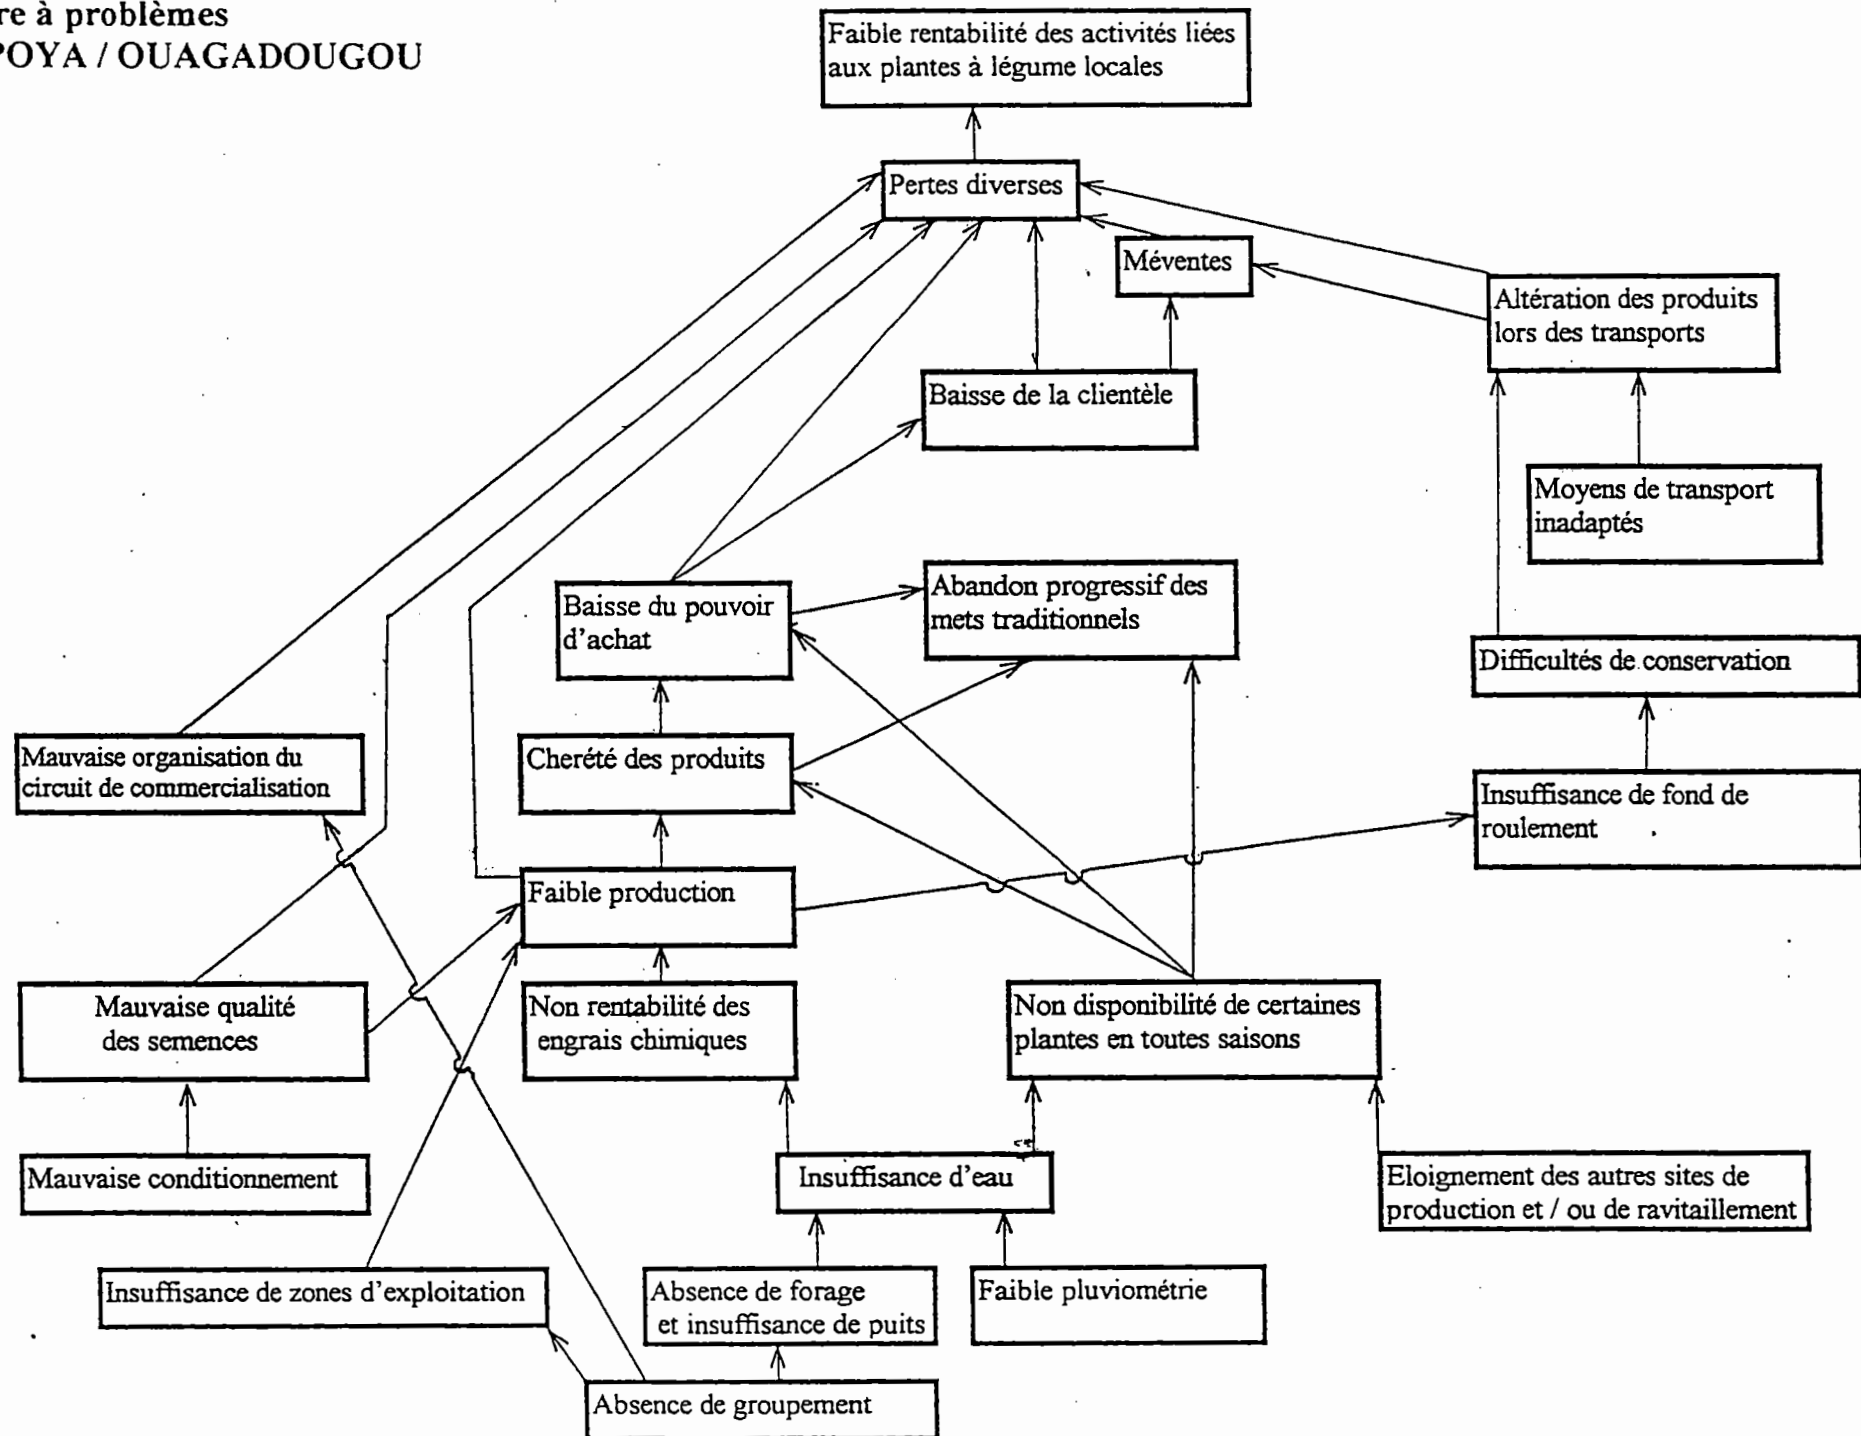 re à problèmes
POYA / OUAGADOUGOU
Faible rentabilité des activités liées
aux plantes à légume locales
Pertes diverses
Méventes
Altération des produits
lors des transports
Baisse de la clientèle
Moyens de transport
inadaptés
Baisse du pouvoir
d'achat
Abandon progressif des
mets traditionnels
Difficultés de conservation
Mauvaise organisation du
circuit de commercialisation
Cherété des produits
Insuffisance de fond de
roulement
Faible production
Mauvaise qualité
des semences
Non rentabilité des
engrais chimiques
Non disponibilité de certaines
plantes en toutes saisons
Mauvaise conditionnement
Insuffisance d'eau
Eloignement des autres sites de
production et / ou de ravitaillement
Insuffisance de zones d'exploitation
Absence de forage
et insuffisance de puits
Faible pluviométrie
Absence de groupement